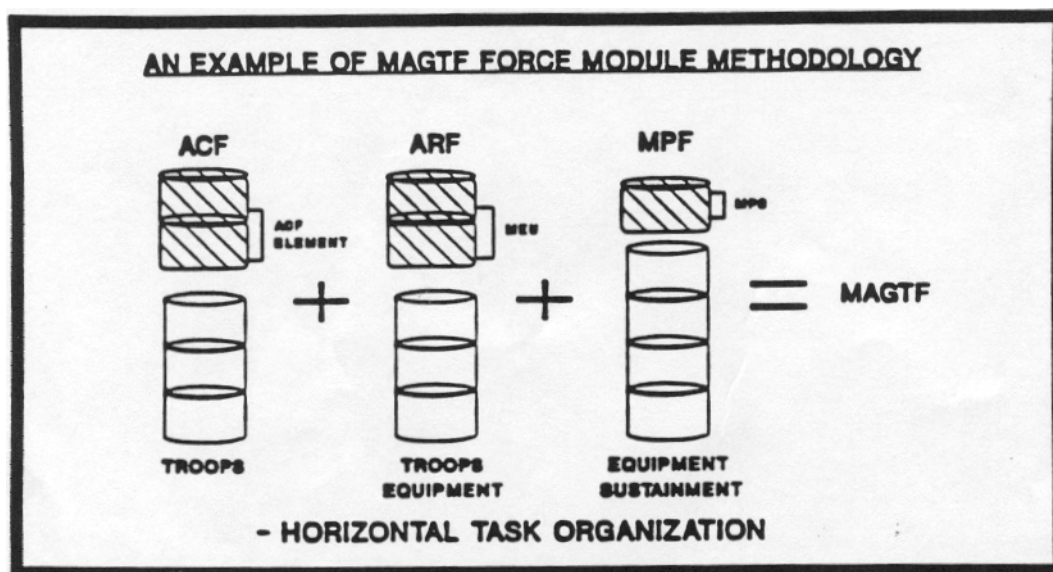 AN EXAMPLE OF MAGTF FORCE MODULE METHODOLOGY
ACF
ARF
MPF
ACF
ELEMENT
MEU
MPS
MAGTF
TROOPS
TROOPS
EQUIPMENT
EQUIPMENT
SUSTAINMENT
- HORIZONTAL TASK ORGANIZATION